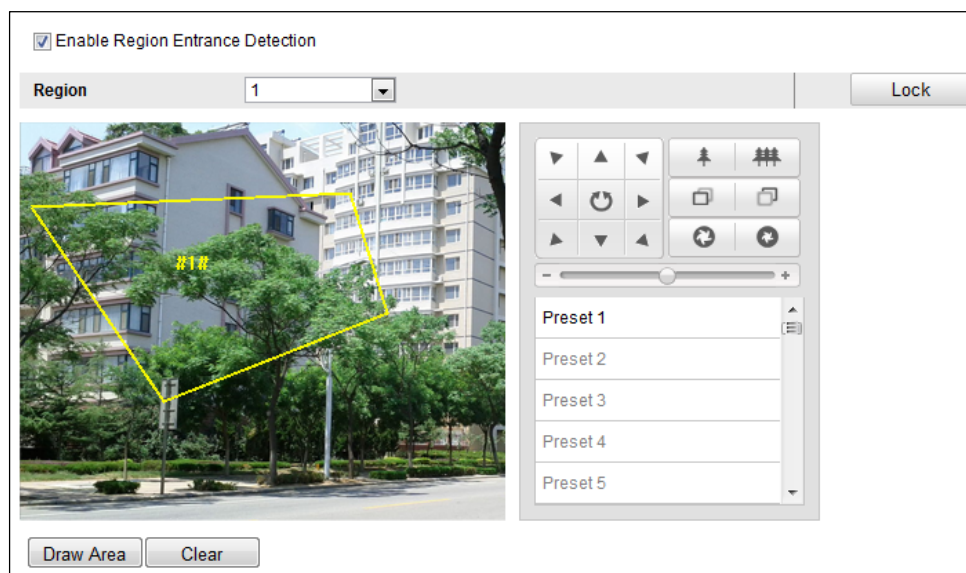 Enable Region Entrance Detection
Region 1 Lock
#1#
Preset 1
Preset 2
Preset 3
Preset 4
Preset 5
Draw Area Clear